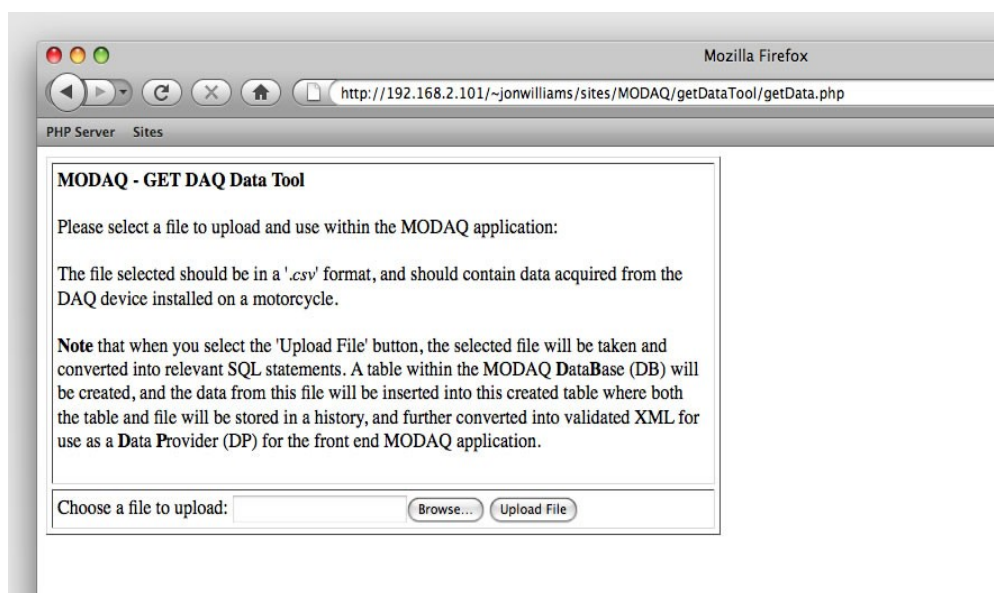 Mozilla Firefox
http://192.168.2.101/~jonwilliams/sites/MODAQ/getDataTool/getData.php
PHP Server Sites
MODAQ - GET DAQ Data Tool
Please select a file to upload and use within the MODAQ application:
The file selected should be in a '.csv' format, and should contain data acquired from the
DAQ device installed on a motorcycle.
Note that when you select the 'Upload File' button, the selected file will be taken and
converted into relevant SQL statements. A table within the MODAQ DataBase (DB) will
be created, and the data from this file will be inserted into this created table where both
the table and file will be stored in a history, and further converted into validated XML for
use as a Data Provider (DP) for the front end MODAQ application.
Choose a file to upload: Browse... Upload File